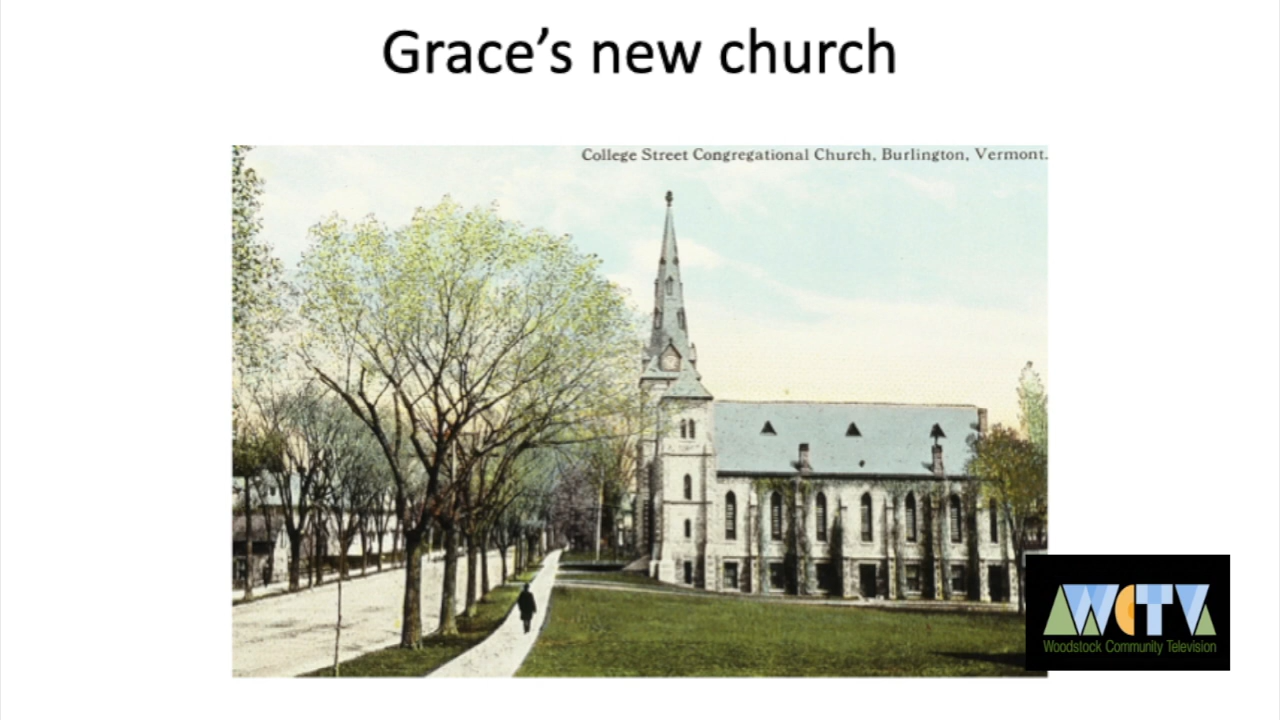 Grace's new church
College Street Congregational Church, Burlington, Vermont.
WCTV
Woodstock Community Television